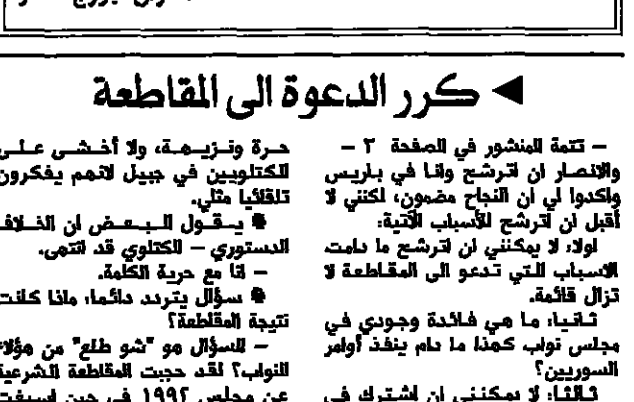 ◄ كرر الدعوة الى المقاطعة
– تتمة المنشور في الصفحة ٢ –
والانصار ان اترشح وانا في باريس
واكدوا لي ان النجاح مضمون، لكنني لا
أقبل ان اترشح للأسباب الآتية:
اولا، لا يمكنني ان اترشح ما دامت
الاسباب التي تدعو الى المقاطعة لا
تزال قائمة.
ثانيا، ما هي فائدة وجودي في
مجلس نواب كهذا ما دام ينفذ أوامر
السوريين؟
ثالثا، لا يمكنني ان اشترك في
حرة ونزيهة، ولا أخشى على
الكتلويين في جبيل لانهم يفكرون
تلقائيا مثلي.
● يقول البعض ان الخلاف
الدستوري – الكتلوي قد انتهى.
– انا مع حرية الكلمة.
● سؤال يتردد دائما، ماذا كانت
نتيجة المقاطعة؟
– السؤال هو "شو طلع" من هؤلاء
النواب؟ لقد حجبت المقاطعة الشرعية
عن مجلس ١٩٩٢ في حين اسبغت